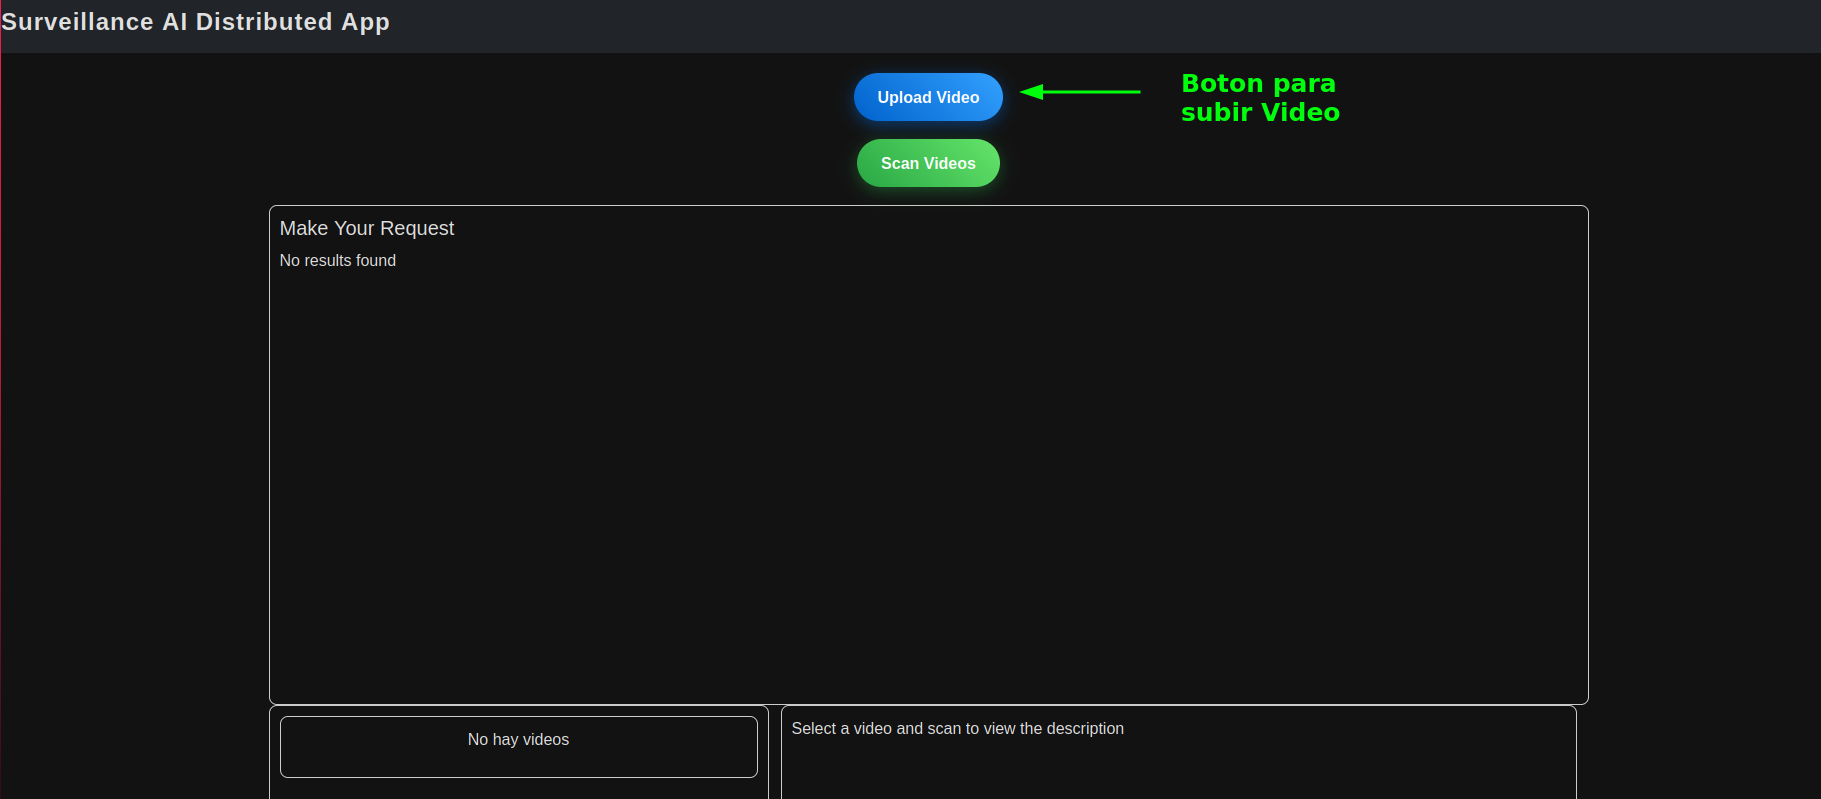 Surveillance AI Distributed App
Upload Video
Boton para
subir Video
Scan Videos
Make Your Request
No results found
No hay videos
Select a video and scan to view the description